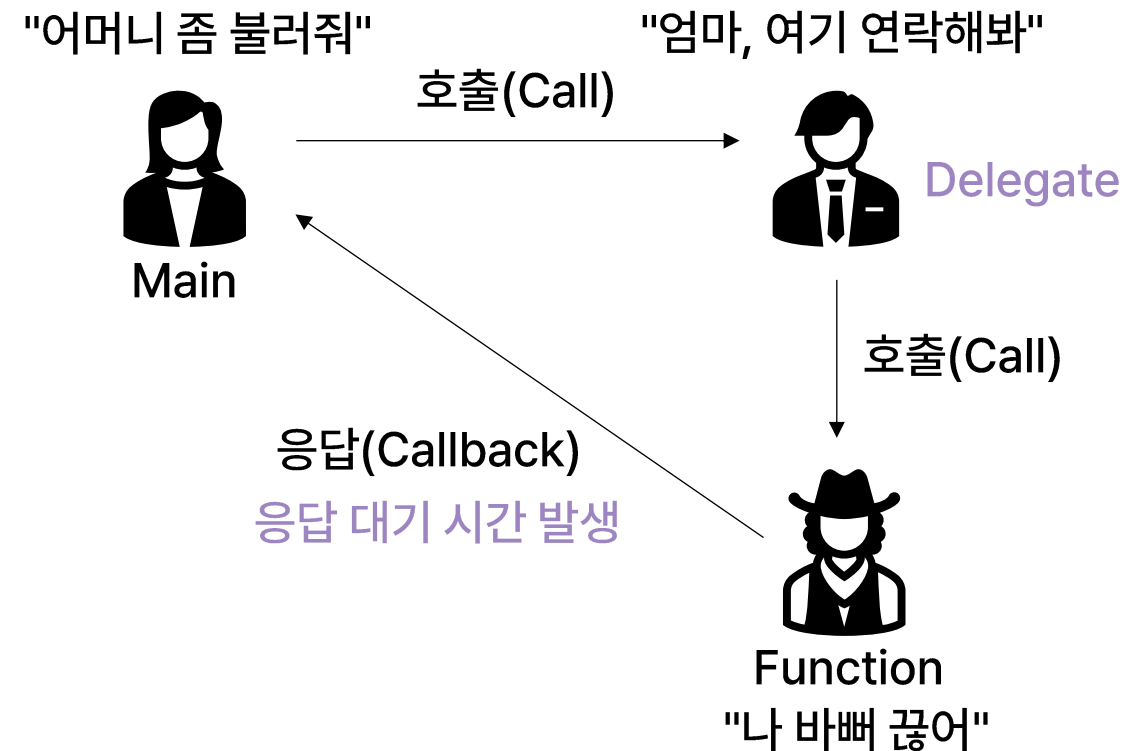 "어머니 좀 불러줘"
"엄마, 여기 연락해봐"
호출(Call)
Delegate
Main
호출(Call)
응답(Callback)
응답 대기 시간 발생
Function
"나 바뻐 끊어"